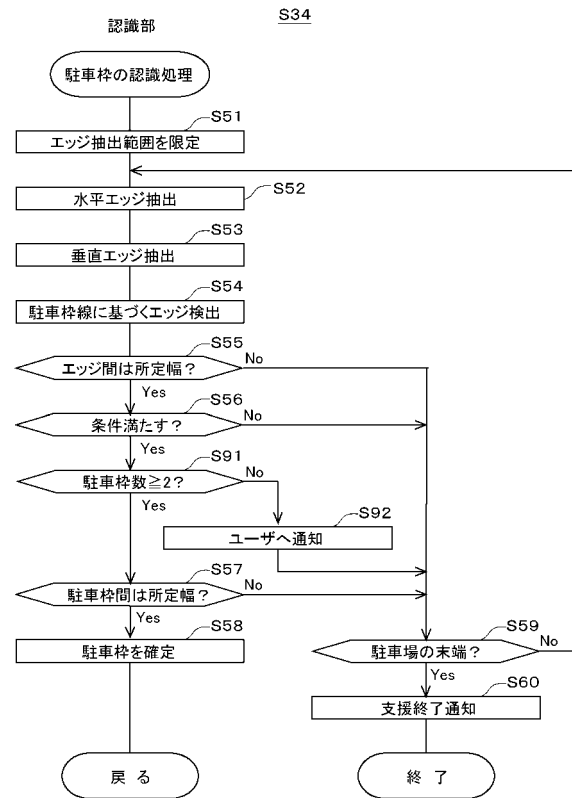 S34
認識部
駐車枠の認識処理
S51
エッジ抽出範囲を限定
S52
水平エッジ抽出
S53
垂直エッジ抽出
S54
駐車枠線に基づくエッジ検出
S55
エッジ間は所定幅？
No
Yes
S56
条件満たす？
No
Yes
S91
駐車枠数≧2？
No
Yes
S92
ユーザへ通知
S57
駐車枠間は所定幅？
No
Yes
S58
駐車枠を確定
S59
駐車場の末端？
No
Yes
S60
支援終了通知
戻る
終了